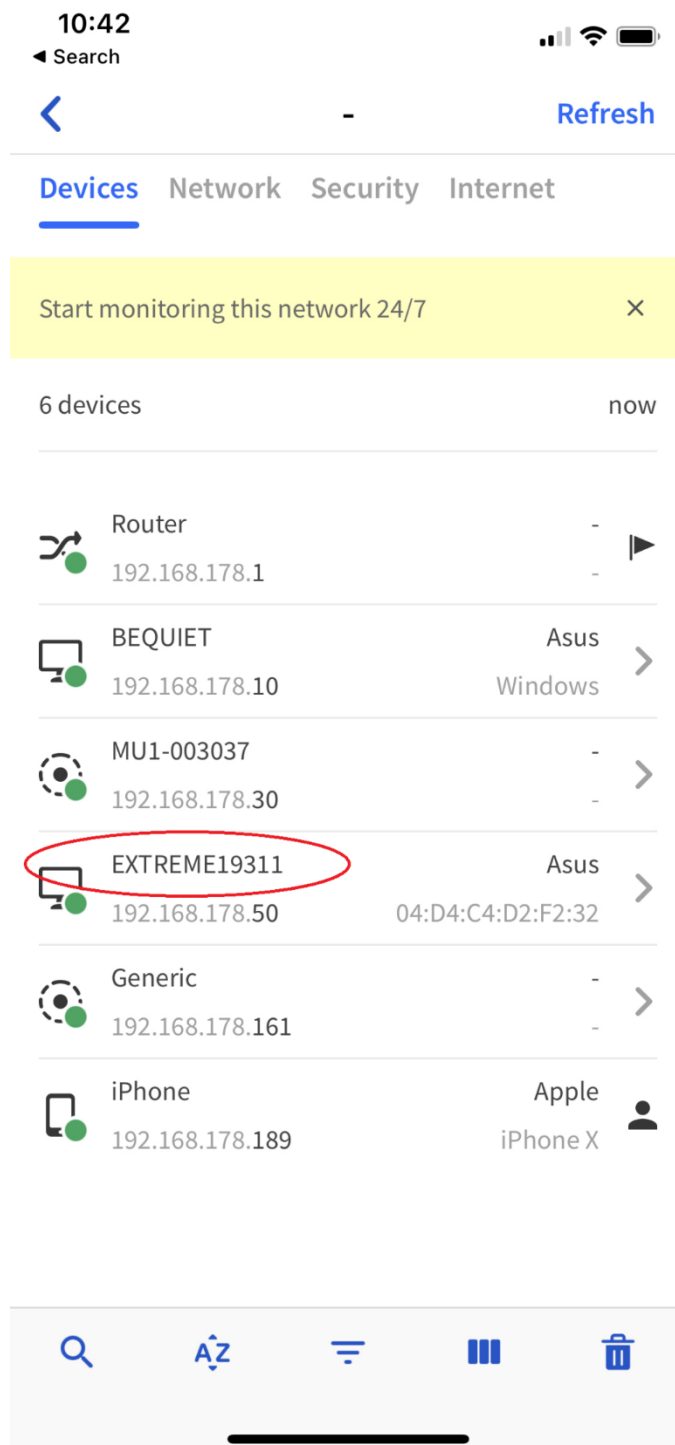 10:42
◀ Search
- Refresh
Devices Network Security Internet
Start monitoring this network 24/7 ×
6 devices now
Router -
192.168.178.1 -
BEQUIET Asus
192.168.178.10 Windows
MU1-003037 -
192.168.178.30 -
EXTREME19311 Asus
192.168.178.50 04:D4:C4:D2:F2:32
Generic -
192.168.178.161 -
iPhone Apple
192.168.178.189 iPhone X
AZ